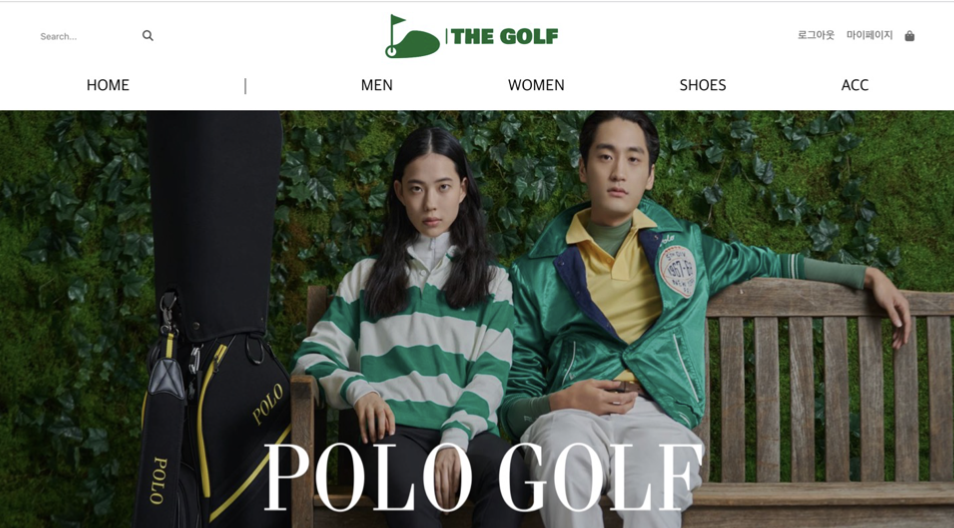 Search...
THE GOLF
로그아웃 마이페이지
HOME | MEN WOMEN SHOES ACC
POLO
POLO
POLO GOLF